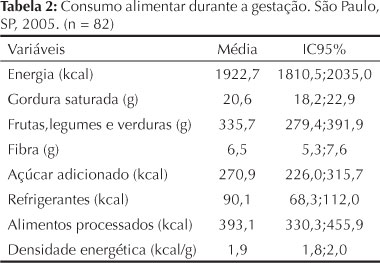 Tabela 2: Consumo alimentar durante a gestação. São Paulo,
SP, 2005. (n = 82)
Variáveis Média IC95%
Energia (kcal) 1922,7 1810,5;2035,0
Gordura saturada (g) 20,6 18,2;22,9
Frutas,legumes e verduras (g) 335,7 279,4;391,9
Fibra (g) 6,5 5,3;7,6
Açúcar adicionado (kcal) 270,9 226,0;315,7
Refrigerantes (kcal) 90,1 68,3;112,0
Alimentos processados (kcal) 393,1 330,3;455,9
Densidade energética (kcal/g) 1,9 1,8;2,0